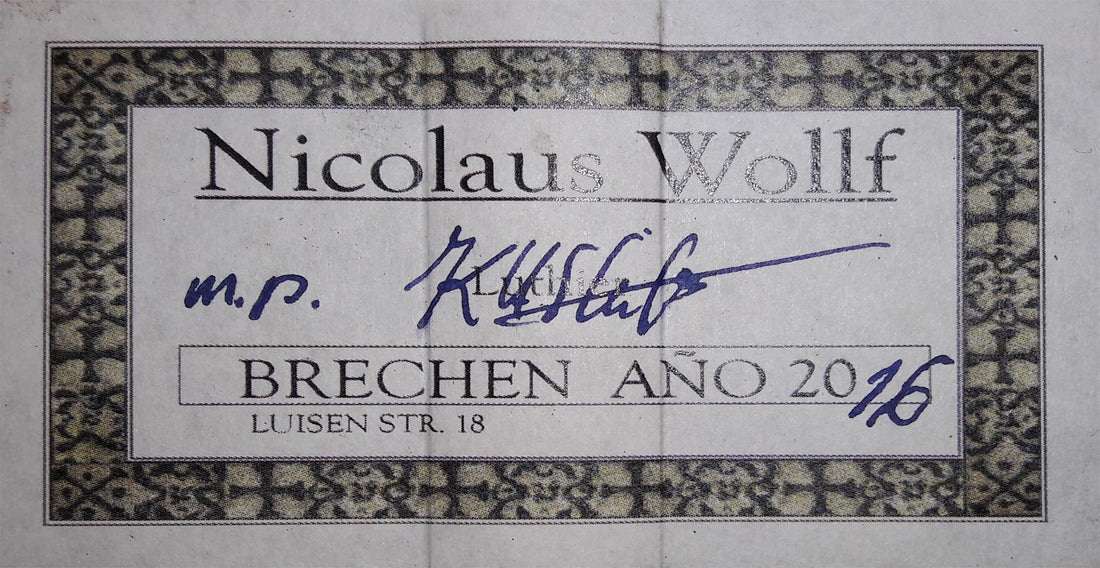 Nicolaus Wollf
m.p. Luthier
BRECHEN AÑO 2016
LUISEN STR. 18